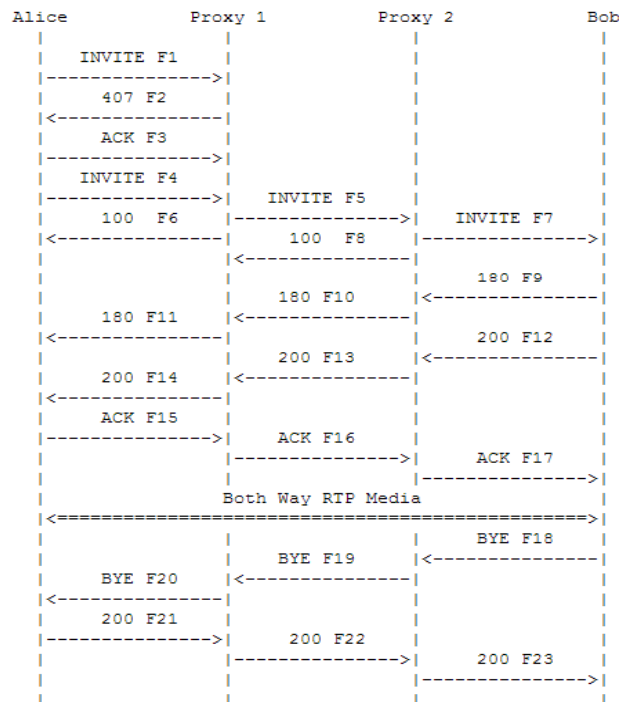 Alice Proxy 1 Proxy 2 Bob
INVITE F1
407 F2
ACK F3
INVITE F4
INVITE F5
100 F6
INVITE F7
100 F8
180 F9
180 F10
180 F11
200 F12
200 F13
200 F14
ACK F15
ACK F16
ACK F17
Both Way RTP Media
BYE F18
BYE F19
BYE F20
200 F21
200 F22
200 F23